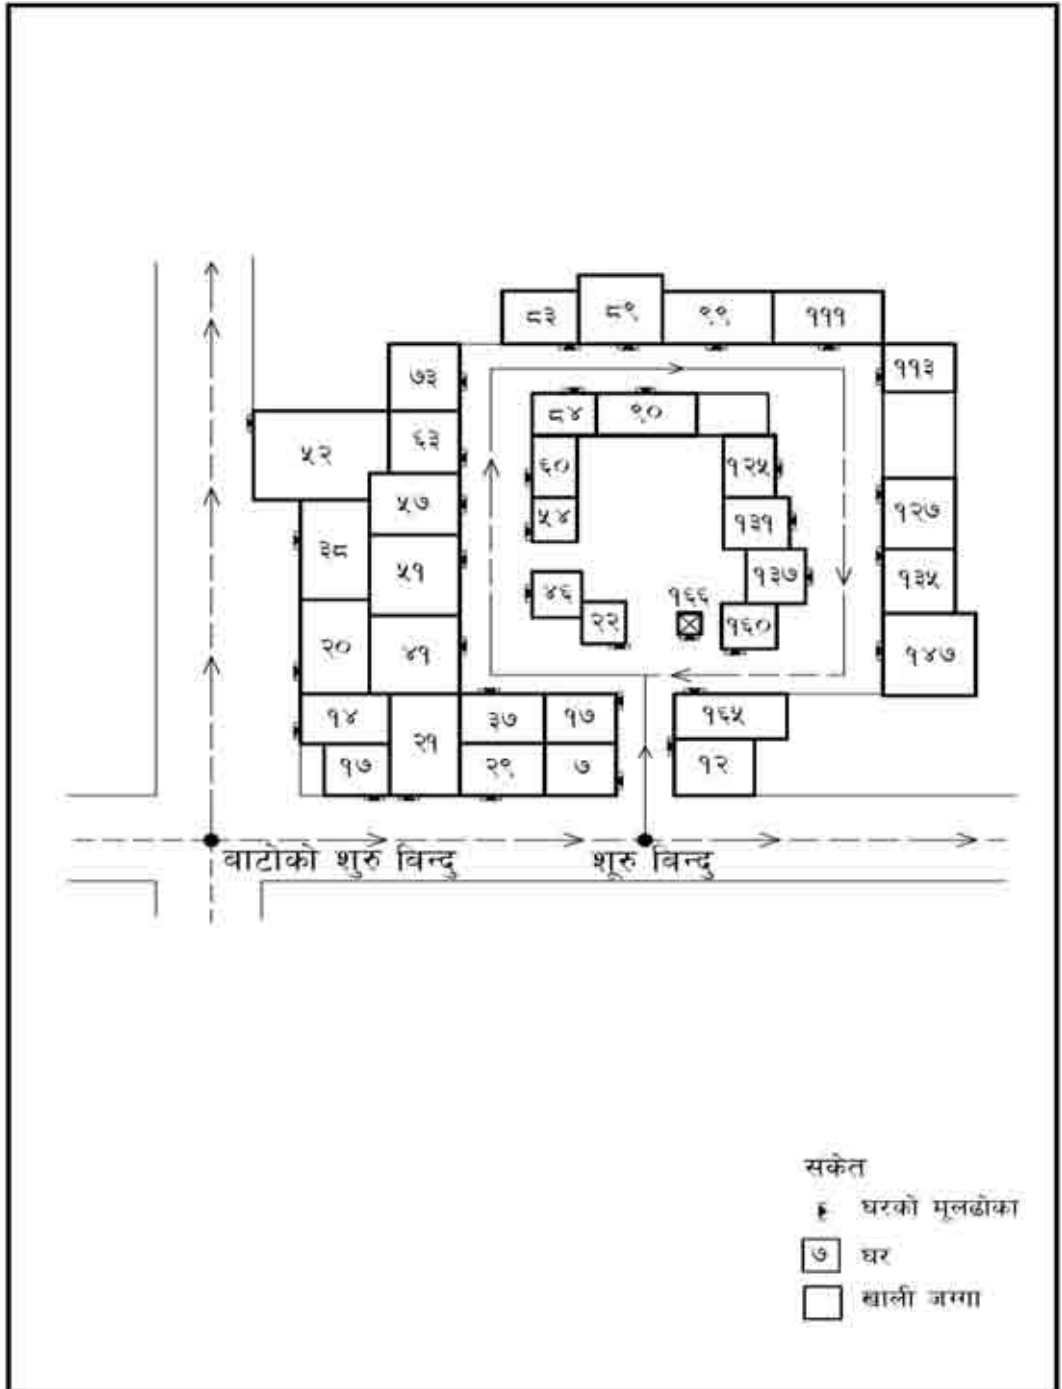 ८३ ८९ ९९ १११
७३ ११३
८४ ९०
५२ ६३ ६० १२५
५७ ५४ १३१ १२७
३८ ५१ ४६ १३७ १३५
२० ४१ २२ १६६ १६० १४७
१४ २१ ३७ १७ १६५
१७ २९ ७ १२
बाटोको शुरु विन्दु शूरु विन्दु
सकेत
घरको मूलढोका
७ घर
खाली जग्गा